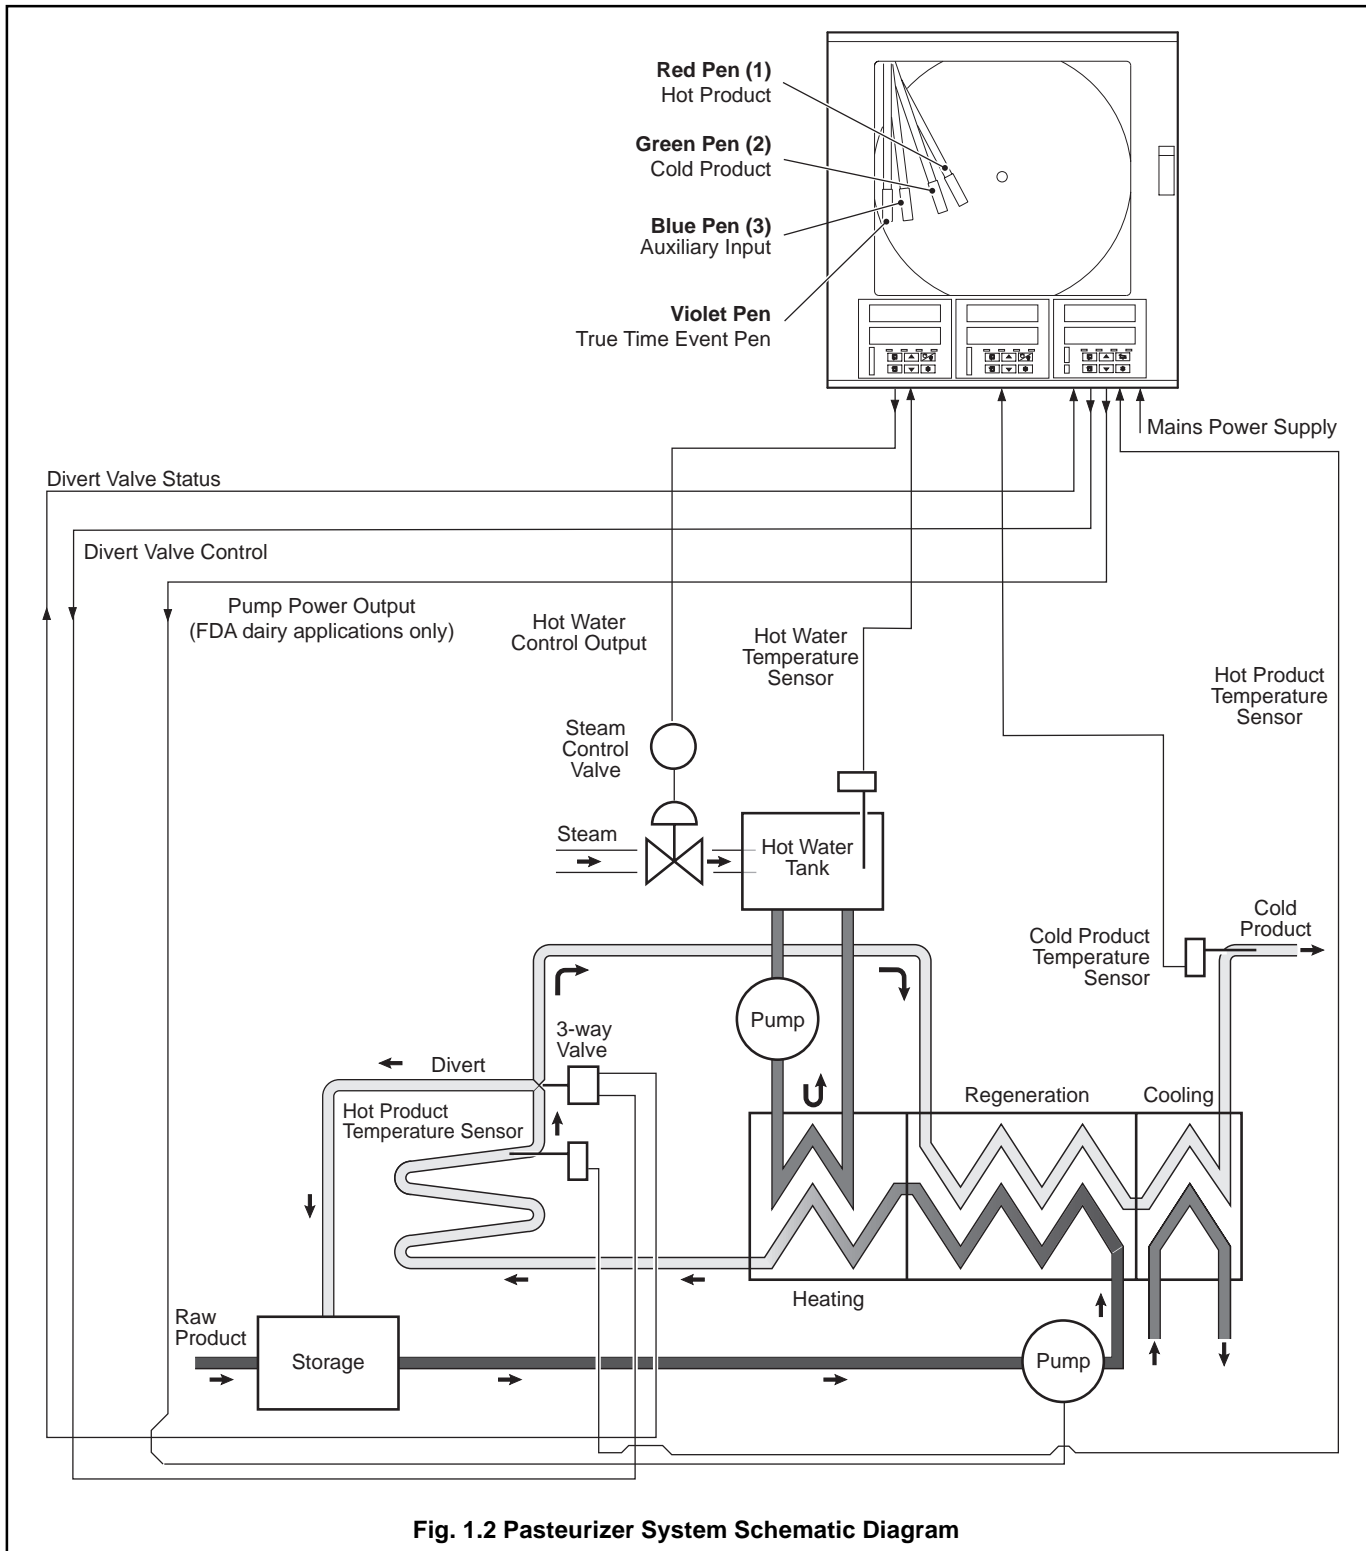 Red Pen (1)
Hot Product
Green Pen (2)
Cold Product
Blue Pen (3)
Auxiliary Input
Violet Pen
True Time Event Pen
Mains Power Supply
Divert Valve Status
Divert Valve Control
Pump Power Output
(FDA dairy applications only)
Hot Water
Control Output
Hot Water
Temperature
Sensor
Hot Product
Temperature
Sensor
Steam
Control
Valve
Steam
Hot Water
Tank
Cold Product
Temperature
Sensor
Cold
Product
Pump
3-way
Valve
Divert
Hot Product
Temperature Sensor
Regeneration
Cooling
Heating
Raw
Product
Storage
Pump
Fig. 1.2 Pasteurizer System Schematic Diagram